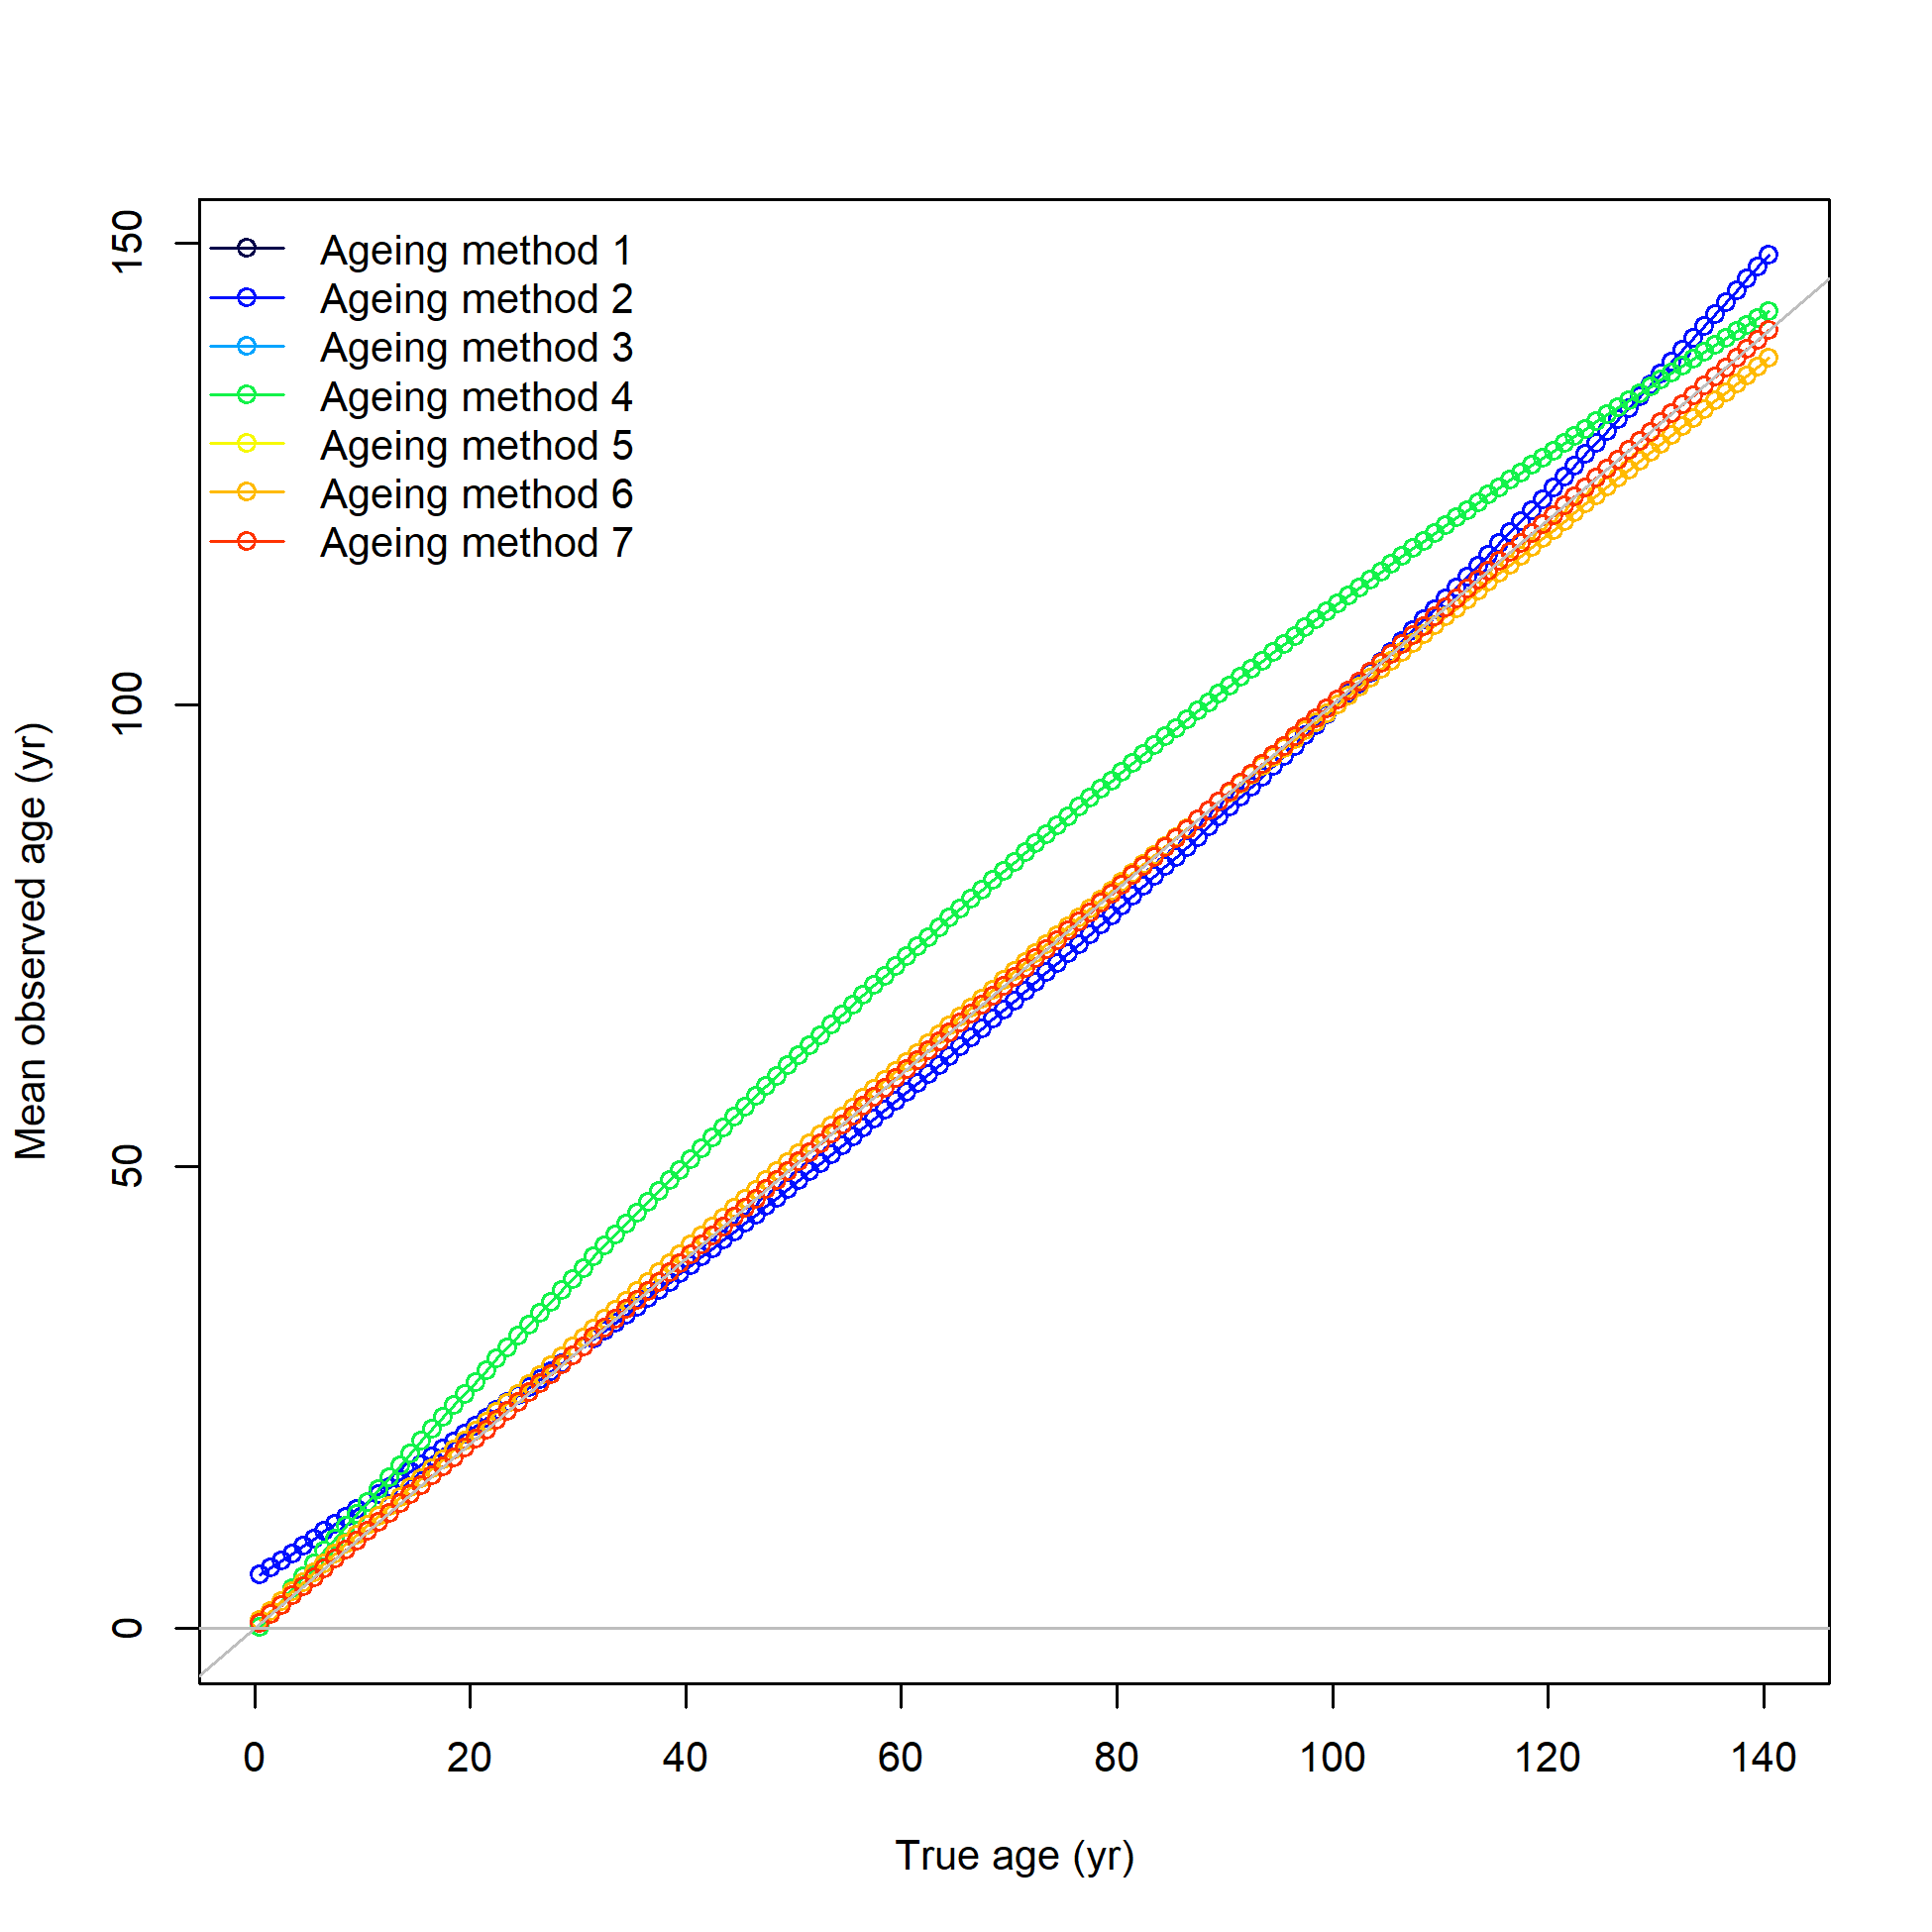 Ageing method 1
Ageing method 2
Ageing method 3
Ageing method 4
Ageing method 5
Ageing method 6
Ageing method 7
150
100
50
0
Mean observed age (yr)
0 20 40 60 80 100 120 140
True age (yr)